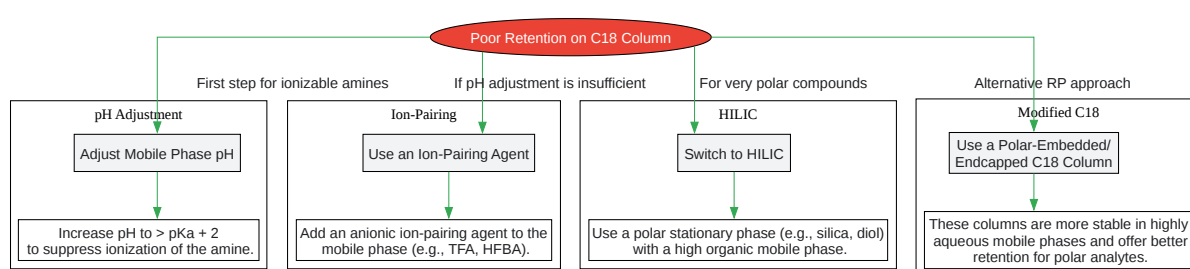 Poor Retention on C18 Column
First step for ionizable amines
If pH adjustment is insufficient
For very polar compounds
Alternative RP approach
pH Adjustment
Adjust Mobile Phase pH
Increase pH to > pKa + 2
to suppress ionization of the amine.
Ion-Pairing
Use an Ion-Pairing Agent
Add an anionic ion-pairing agent to the
mobile phase (e.g., TFA, HFBA).
HILIC
Switch to HILIC
Use a polar stationary phase (e.g., silica, diol)
with a high organic mobile phase.
Modified C18
Use a Polar-Embedded/
Endcapped C18 Column
These columns are more stable in highly
aqueous mobile phases and offer better
retention for polar analytes.